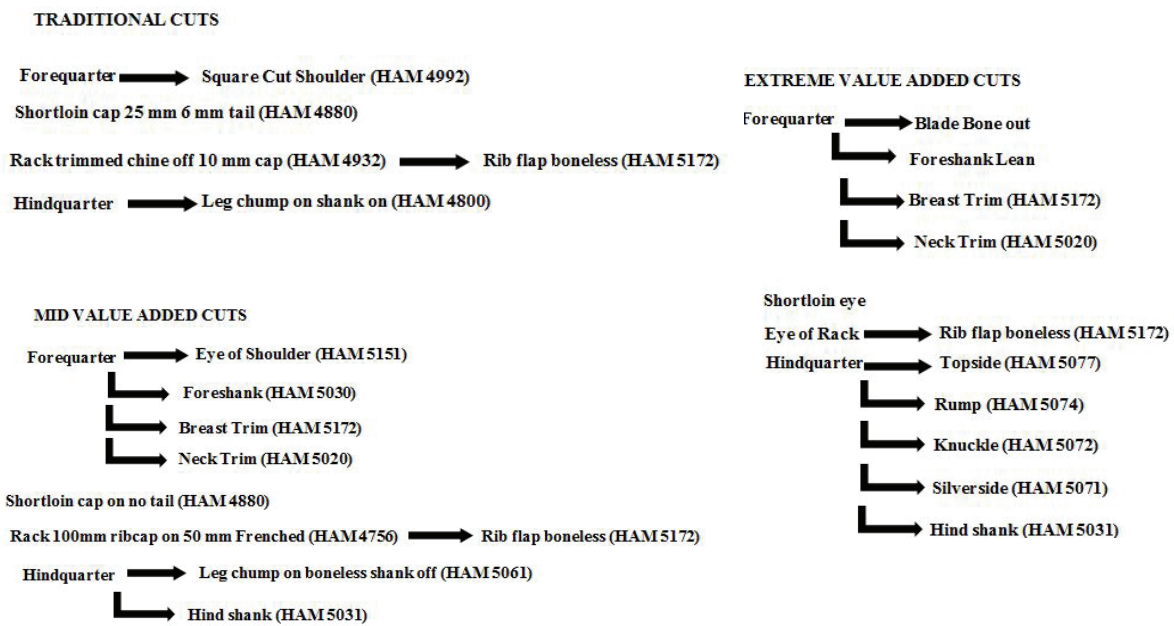 TRADITIONAL CUTS
Forequarter Square Cut Shoulder (HAM 4992)
Shortloin cap 25 mm 6 mm tail (HAM 4880)
Rack trimmed chine off 10 mm cap (HAM 4932) Rib flap boneless (HAM 5172)
Hindquarter Leg chump on shank on (HAM 4800)
MID VALUE ADDED CUTS
Forequarter Eye of Shoulder (HAM 5151)
Foreshank (HAM 5030)
Breast Trim (HAM 5172)
Neck Trim (HAM 5020)
Shortloin cap on no tail (HAM 4880)
Rack 100mm ribcap on 50 mm Frenched (HAM 4756) Rib flap boneless (HAM 5172)
Hindquarter Leg chump on boneless shank off (HAM 5061)
Hind shank (HAM 5031)
EXTREME VALUE ADDED CUTS
Forequarter Blade Bone out
Foreshank Lean
Breast Trim (HAM 5172)
Neck Trim (HAM 5020)
Shortloin eye
Eye of Rack Rib flap boneless (HAM 5172)
Hindquarter Topside (HAM 5077)
Rump (HAM 5074)
Knuckle (HAM 5072)
Silverside (HAM 5071)
Hind shank (HAM 5031)